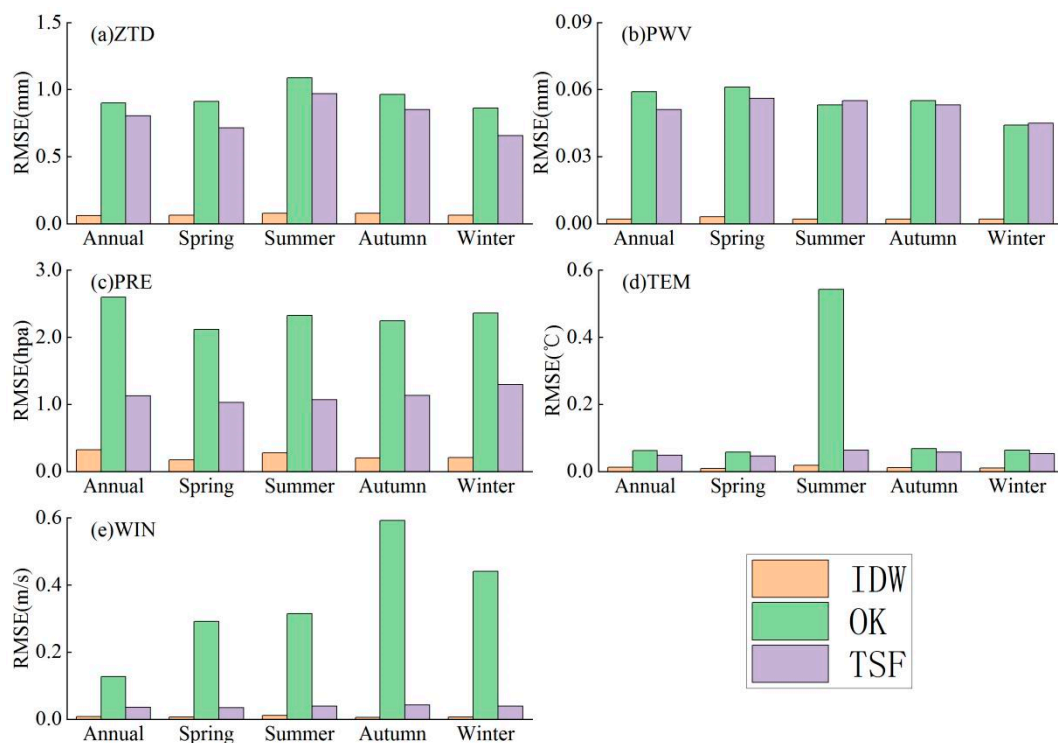 (a)ZTD
RMSE(mm)
1.5
1.0
0.5
0.0
Annual Spring Summer Autumn Winter
(b)PWV
RMSE(mm)
0.09
0.06
0.03
0.00
Annual Spring Summer Autumn Winter
(c)PRE
RMSE(hpa)
3.0
2.0
1.0
0.0
Annual Spring Summer Autumn Winter
(d)TEM
RMSE(℃)
0.6
0.4
0.2
0.0
Annual Spring Summer Autumn Winter
(e)WIN
RMSE(m/s)
0.6
0.4
0.2
0.0
Annual Spring Summer Autumn Winter
IDW
OK
TSF